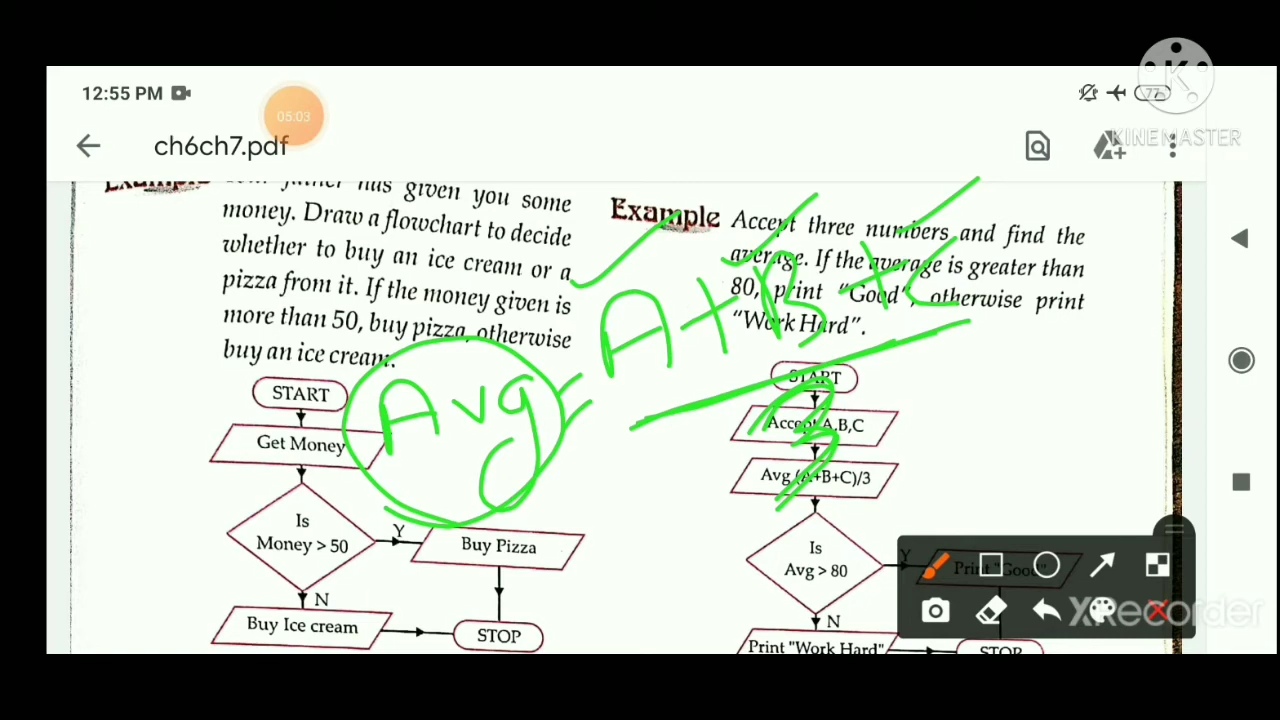 12:55 PM
05:03
77
KINEMASTER
ch6ch7.pdf
Example
father has given you some
money. Draw a flowchart to decide
whether to buy an ice cream or a
pizza from it. If the money given is
more than 50, buy pizza, otherwise
buy an ice cream.
START
Get Money
Is
Money > 50
Y
Buy Pizza
N
Buy Ice cream
STOP
Example Accept three numbers and find the
average. If the average is greater than
80, print "Good", otherwise print
"Work Hard".
START
Accept A,B,C
Avg (A+B+C)/3
Is
Avg > 80
Y
Print "Good"
N
Print "Work Hard"
STOP
Avg = A+B+C
3
XRecorder